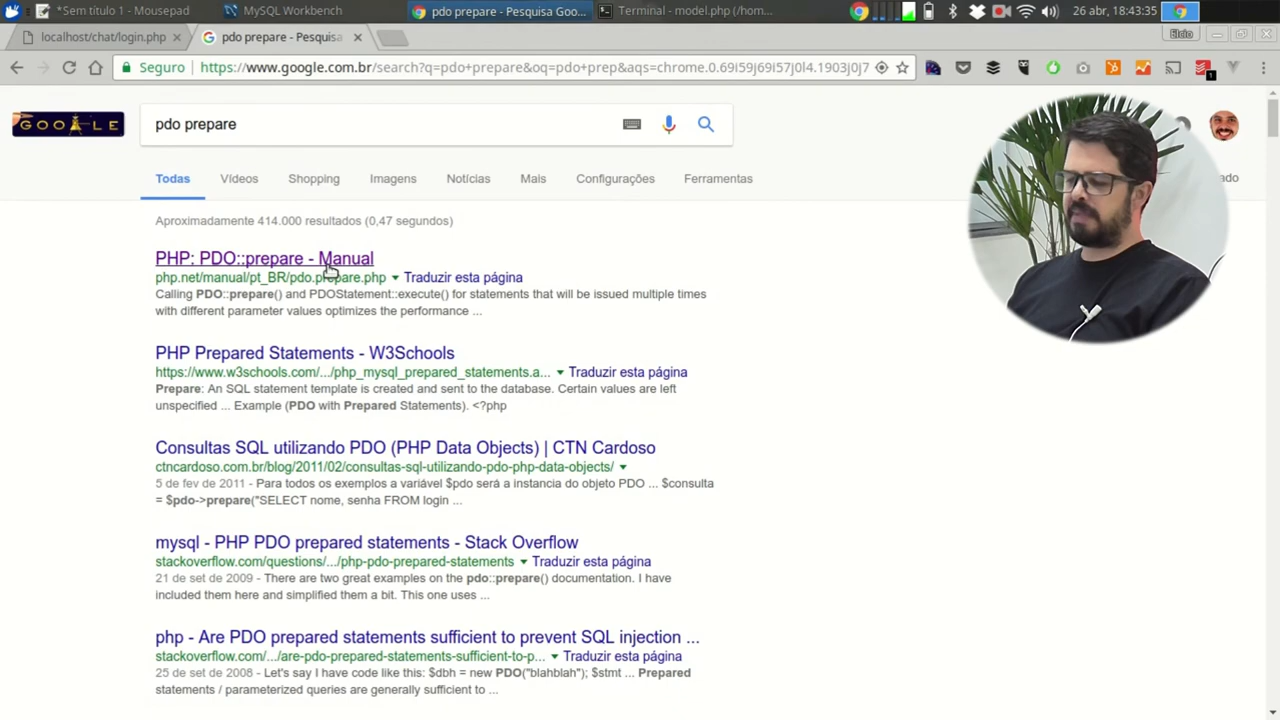 *Sem título 1 - Mousepad
MySQL Workbench
pdo prepare - Pesquisa Goo...
Terminal - model.php (/hom...
26 abr, 18:43:35
localhost/chat/login.php
pdo prepare - Pesquisa
Elcio
Seguro
https://www.google.com.br/search?q=pdo+prepare&oq=pdo+prep&aqs=chrome.0.69i59j69i57j0l4.1903j0j7
1
GOOGLE
pdo prepare
Todas
Vídeos
Shopping
Imagens
Notícias
Mais
Configurações
Ferramentas
Aproximadamente 414.000 resultados (0,47 segundos)
PHP: PDO::prepare - Manual
php.net/manual/pt_BR/pdo.prepare.php
Traduzir esta página
Calling PDO::prepare() and PDOStatement::execute() for statements that will be issued multiple times
with different parameter values optimizes the performance ...
PHP Prepared Statements - W3Schools
https://www.w3schools.com/.../php_mysql_prepared_statements.a...
Traduzir esta página
Prepare: An SQL statement template is created and sent to the database. Certain values are left
unspecified ... Example (PDO with Prepared Statements). <?php
Consultas SQL utilizando PDO (PHP Data Objects) | CTN Cardoso
ctncardoso.com.br/blog/2011/02/consultas-sql-utilizando-pdo-php-data-objects/
5 de fev de 2011 - Para todos os exemplos a variável $pdo será a instancia do objeto PDO ... $consulta
= $pdo->prepare("SELECT nome, senha FROM login ...
mysql - PHP PDO prepared statements - Stack Overflow
stackoverflow.com/questions/.../php-pdo-prepared-statements
Traduzir esta página
21 de set de 2009 - There are two great examples on the pdo::prepare() documentation. I have
included them here and simplified them a bit. This one uses ...
php - Are PDO prepared statements sufficient to prevent SQL injection ...
stackoverflow.com/.../are-pdo-prepared-statements-sufficient-to-p...
Traduzir esta página
25 de set de 2008 - Let's say I have code like this: $dbh = new PDO("blahblah"); $stmt ... Prepared
statements / parameterized queries are generally sufficient to ...